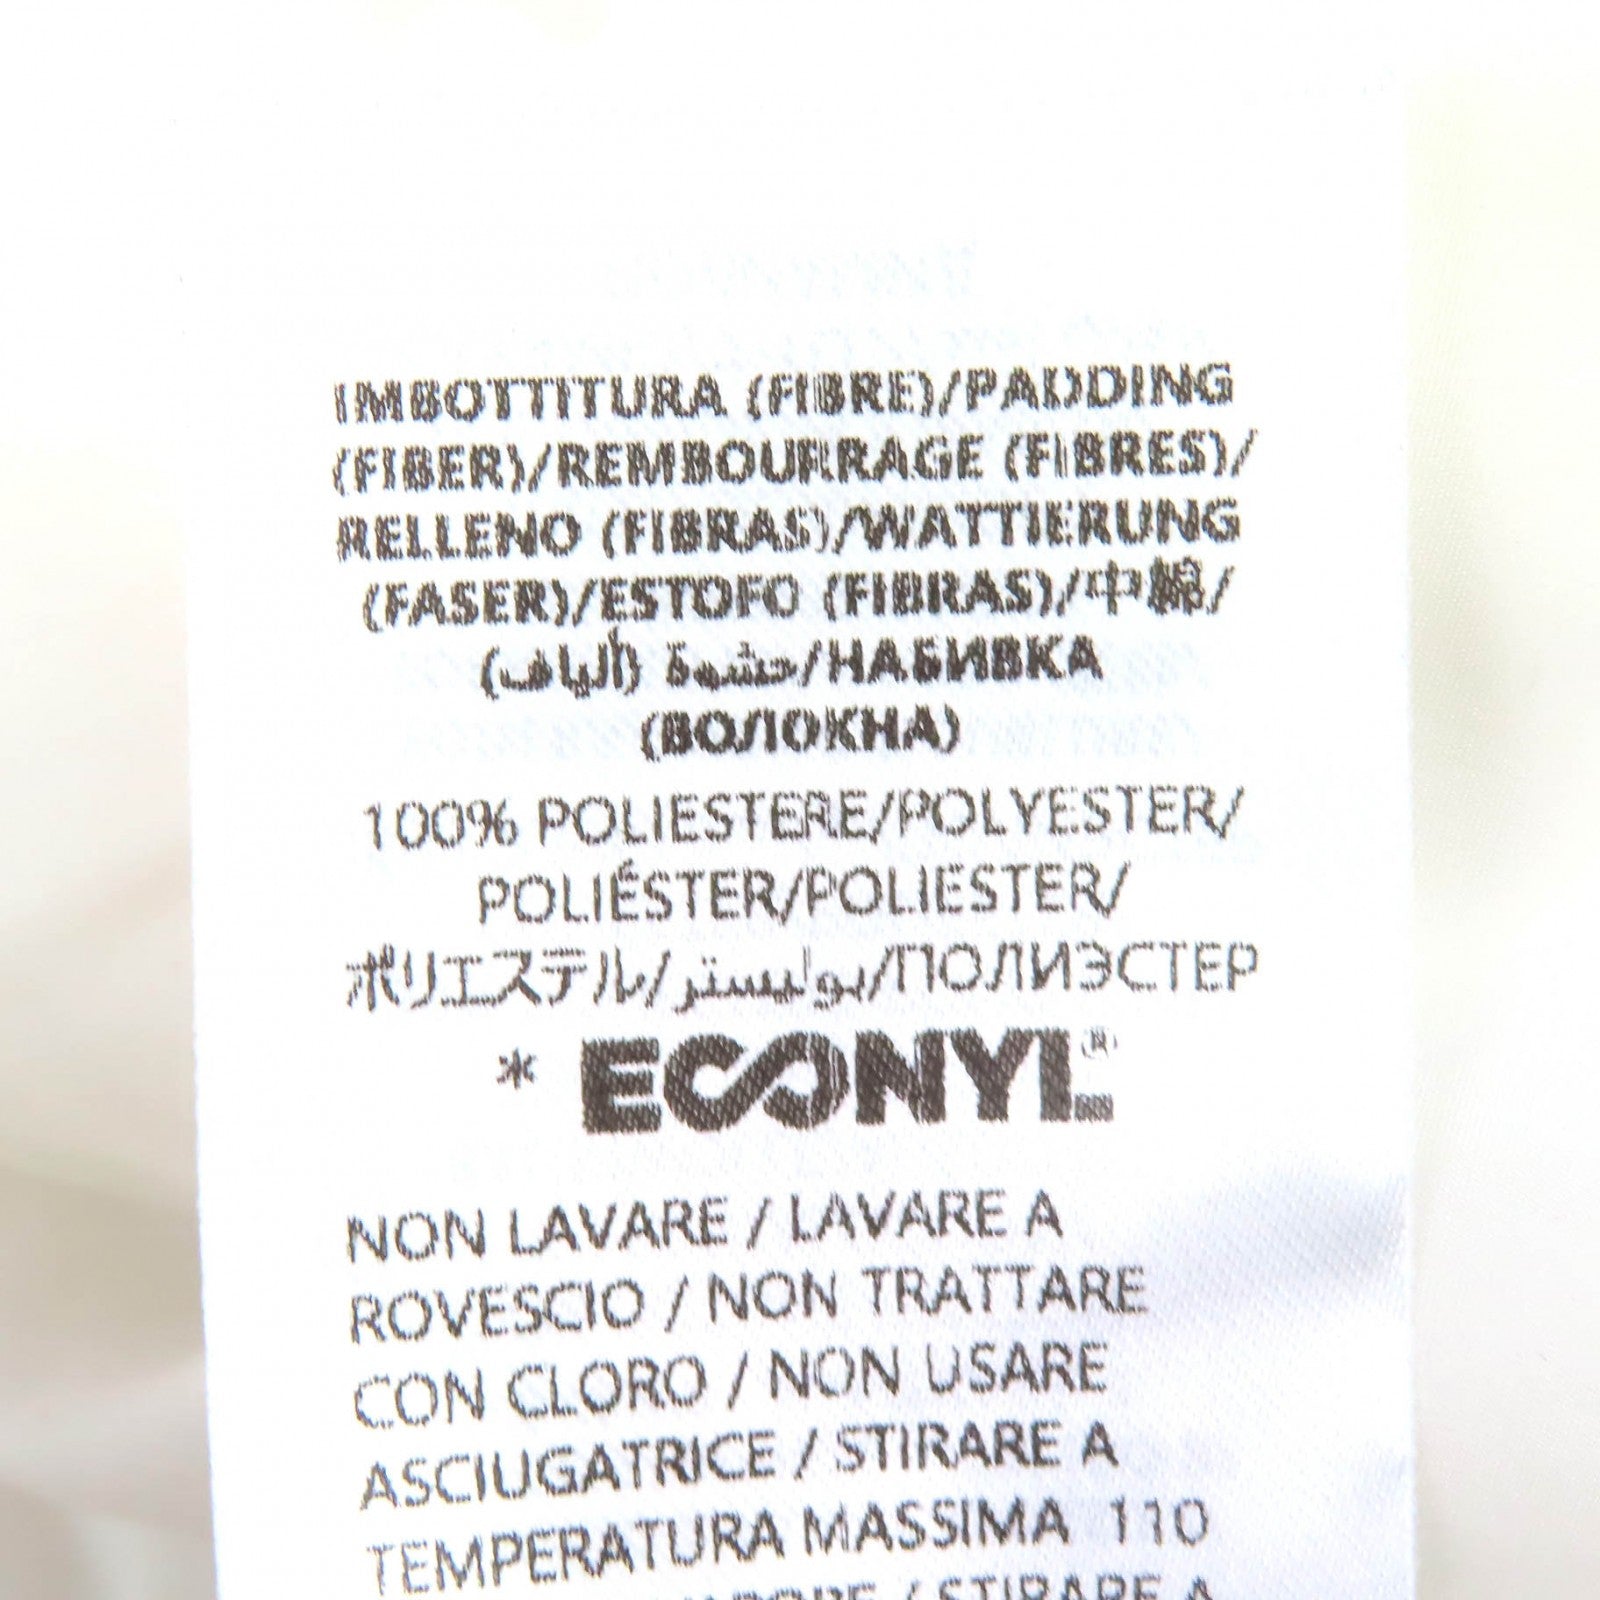 IMBOTTITURA (FIBRE)/PADDING
(FIBER)/REMBOURRAGE (FIBRES)/
RELLENO (FIBRAS)/WATTIERUNG
(FASER)/ESTOFO (FIBRAS)/中綿/
حشوة (ألياف)/НАБИВКА
(ВОЛОКНА)
100% POLIESTERE/POLYESTER/
POLIÉSTER/POLIESTER/
ポリエステル/بوليستر/ПОЛИЭСТЕР
* ECONYL®
NON LAVARE / LAVARE A
ROVESCIO / NON TRATTARE
CON CLORO / NON USARE
ASCIUGATRICE / STIRARE A
TEMPERATURA MASSIMA 110
VAPORE / STIRARE A